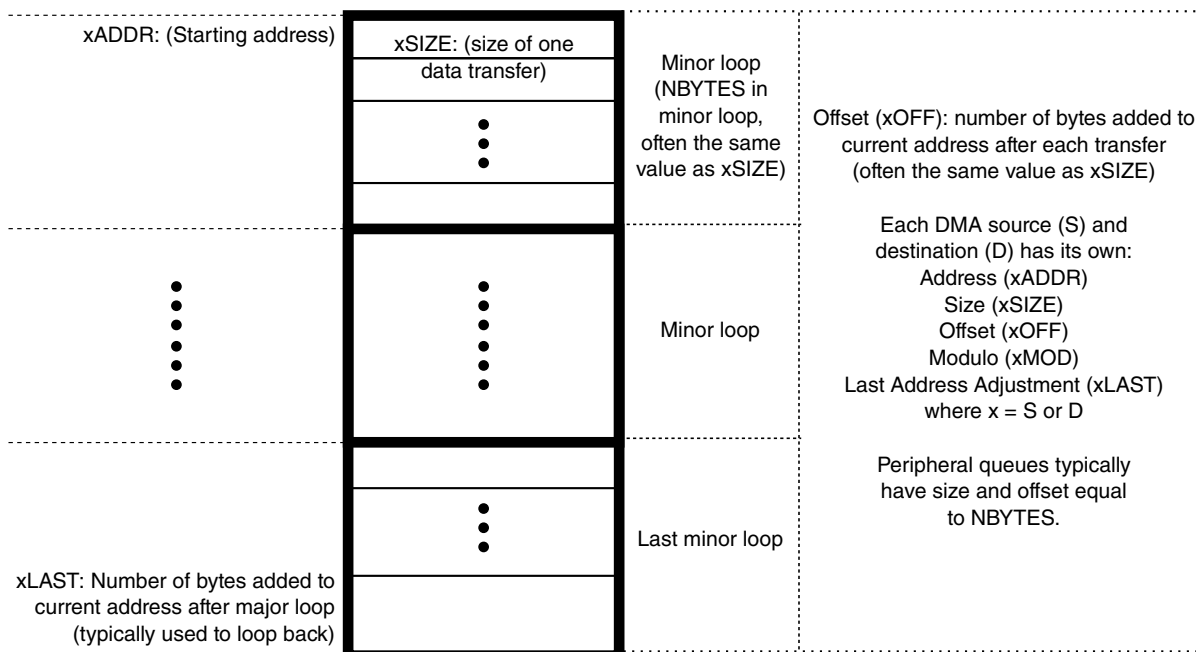 xADDR: (Starting address)
xSIZE: (size of one
data transfer)
Minor loop
(NBYTES in
minor loop,
often the same
value as xSIZE)
Offset (xOFF): number of bytes added to
current address after each transfer
(often the same value as xSIZE)
Each DMA source (S) and
destination (D) has its own:
Address (xADDR)
Size (xSIZE)
Offset (xOFF)
Modulo (xMOD)
Last Address Adjustment (xLAST)
where x = S or D
Peripheral queues typically
have size and offset equal
to NBYTES.
Minor loop
Last minor loop
xLAST: Number of bytes added to
current address after major loop
(typically used to loop back)